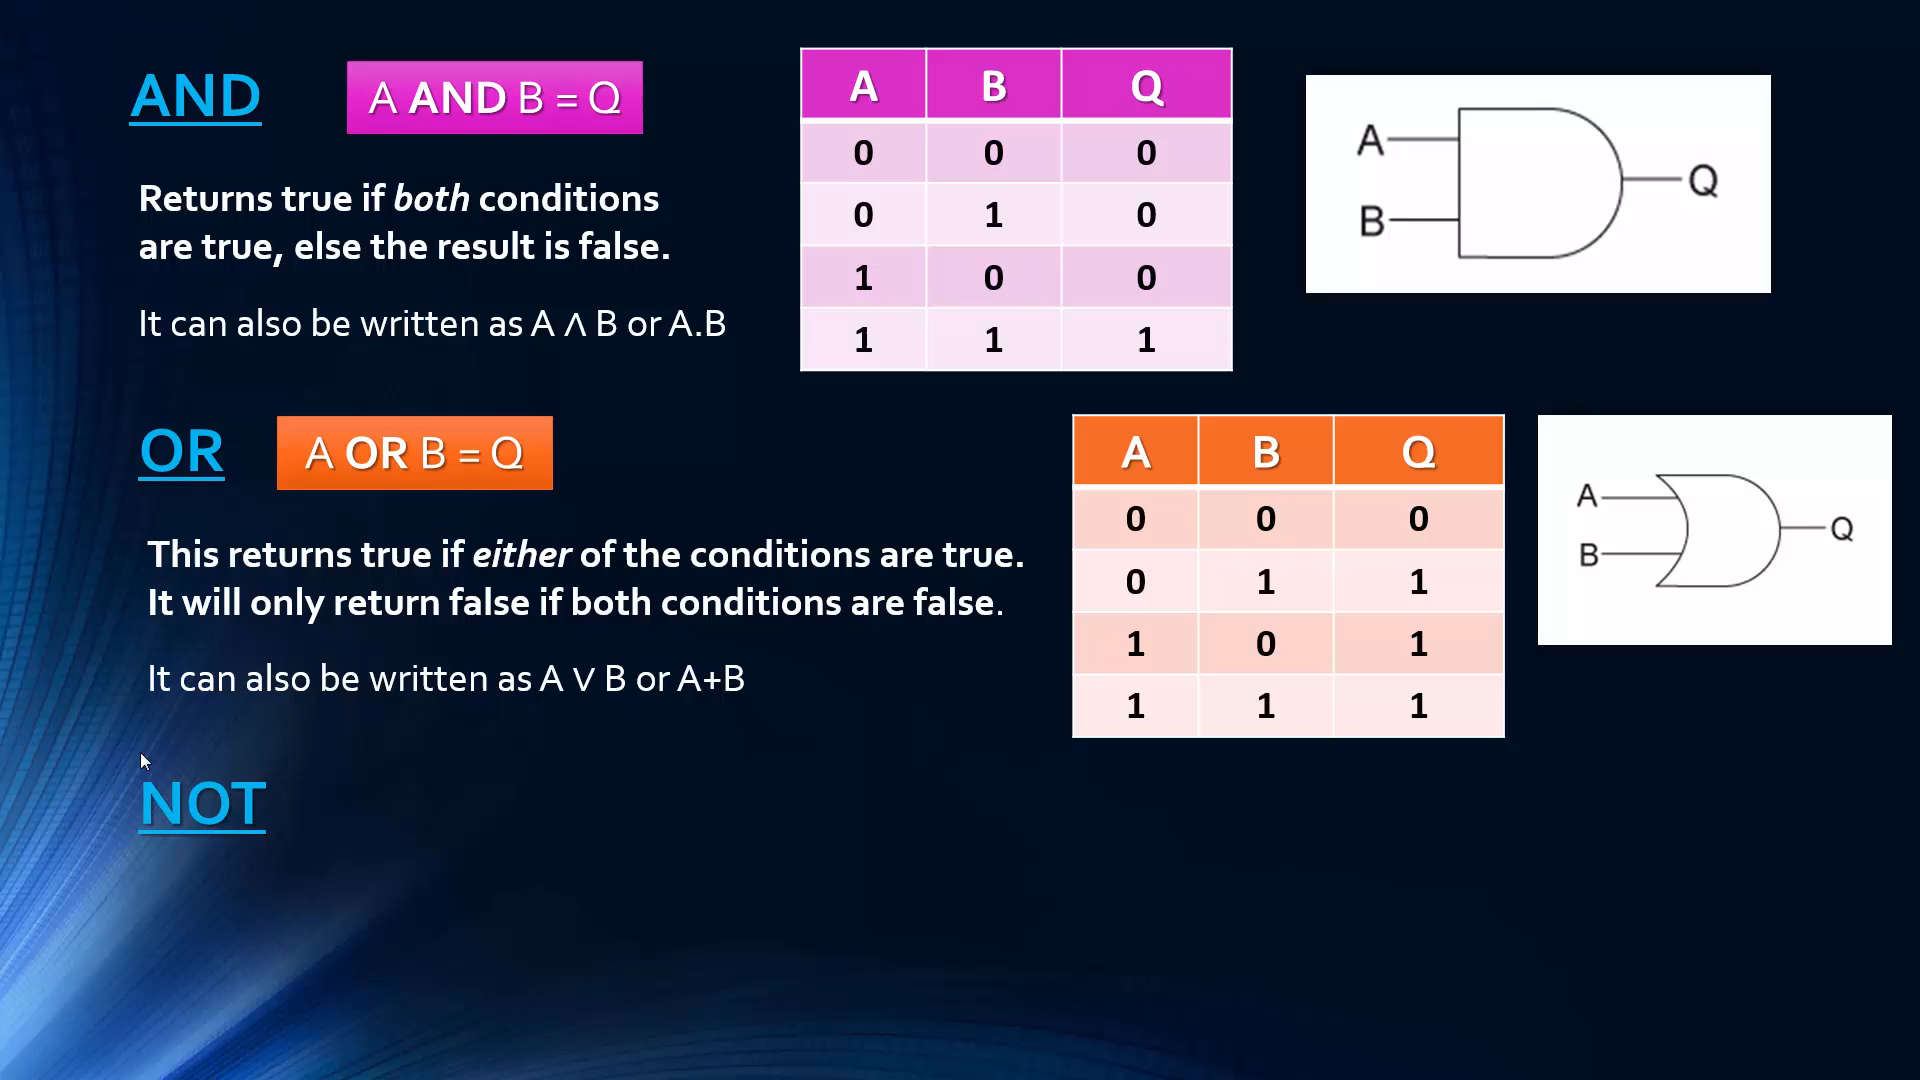 AND
A AND B = Q
Returns true if both conditions
are true, else the result is false.
It can also be written as A ∧ B or A.B
A B Q
0 0 0
0 1 0
1 0 0
1 1 1
A
B
Q
OR
A OR B = Q
This returns true if either of the conditions are true.
It will only return false if both conditions are false.
It can also be written as A ∨ B or A+B
A B Q
0 0 0
0 1 1
1 0 1
1 1 1
A
B
Q
NOT